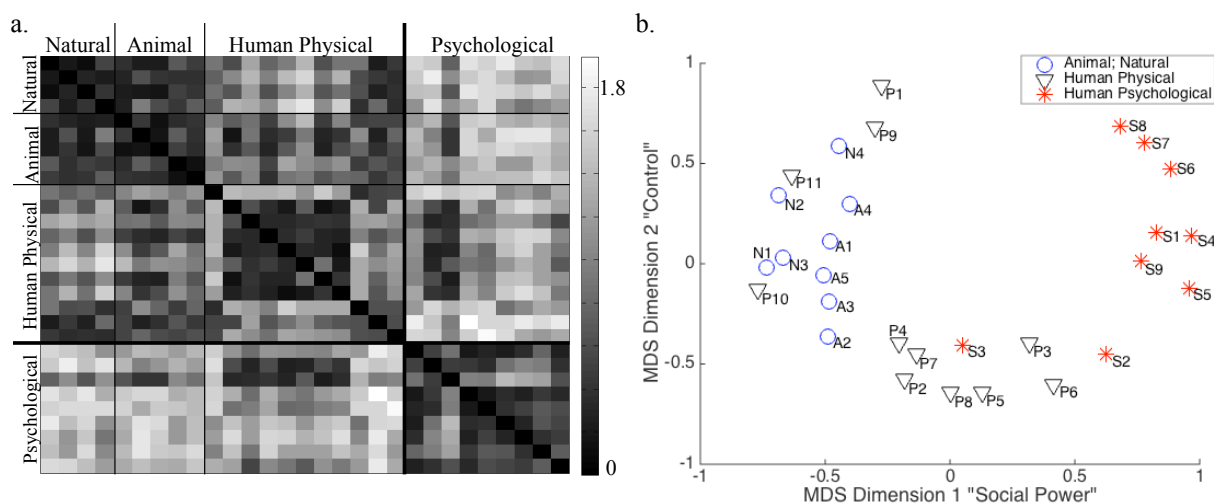 a.
Natural
Animal
Human Physical
Psychological
Natural
Animal
Human Physical
Psychological
1.8
0
b.
Animal; Natural
Human Physical
Human Psychological
MDS Dimension 2 "Control"
1
0.5
0
-0.5
-1
-1
-0.5
0
0.5
1
MDS Dimension 1 "Social Power"
P1
P9
N4
P11
N2
A4
A1
N1
N3
A5
P10
A3
A2
P4
P7
P2
P8
P5
S3
P3
P6
S2
S8
S7
S6
S1
S4
S9
S5